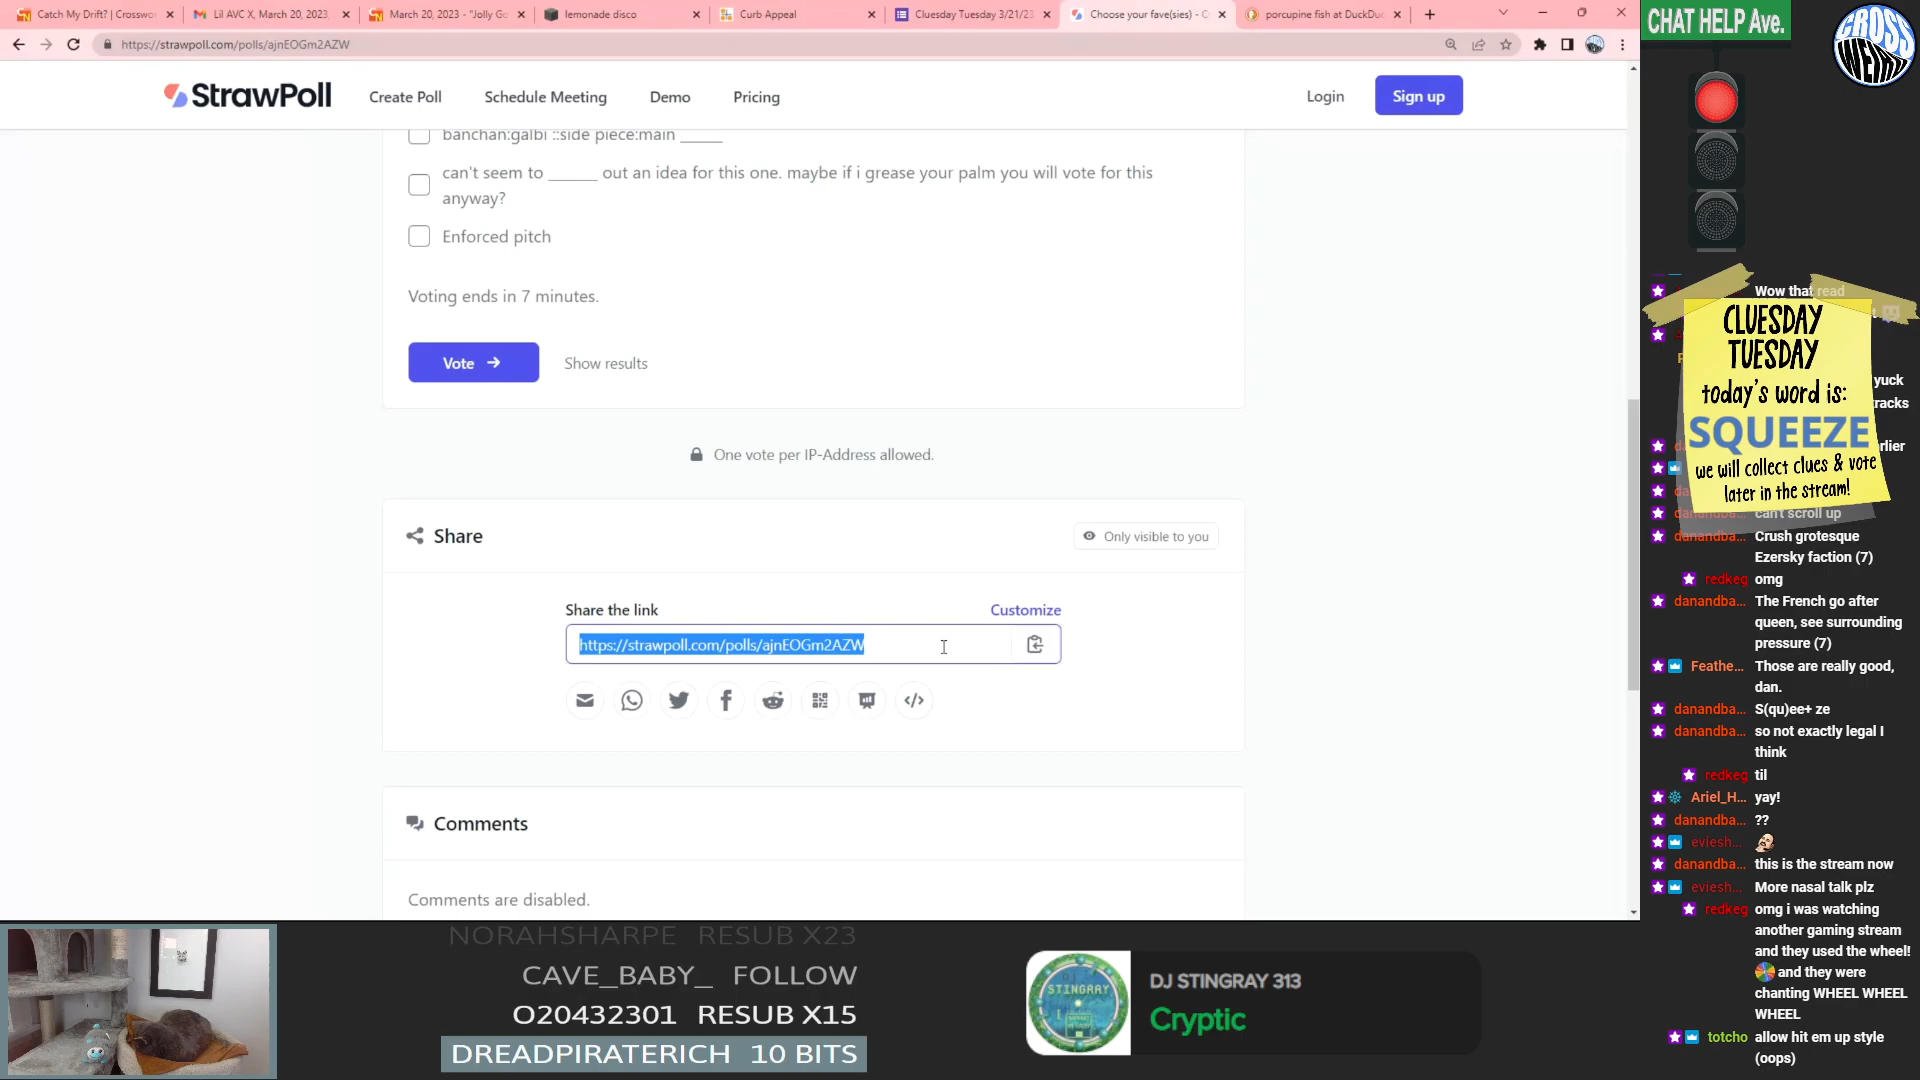 Catch My Drift? | Crosswo
Lil AVC X, March 20, 2023,
March 20, 2023 - "Jolly Go
lemonade disco
Curb Appeal
Cluesday Tuesday 3/21/23
Choose your fave(sies) - C
porcupine fish at DuckDuc
https://strawpoll.com/polls/ajnEOGm2AZW
StrawPoll
Create Poll
Schedule Meeting
Demo
Pricing
Login
Sign up
banchan:galbi ::side piece:main ______
can't seem to ______ out an idea for this one. maybe if i grease your palm you will vote for this
anyway?
Enforced pitch
Voting ends in 7 minutes.
Vote →
Show results
One vote per IP-Address allowed.
Share
Only visible to you
Share the link
Customize
https://strawpoll.com/polls/ajnEOGm2AZW
Comments
Comments are disabled.
CHAT HELP Ave.
CROSS
WEIRD
Wow that read
yuck
racks
CLUESDAY
TUESDAY
today's word is:
SQUEEZE
we will collect clues & vote
later in the stream!
rlier
can't scroll up
danandba... Crush grotesque
Ezersky faction (7)
redkeg omg
danandba... The French go after
queen, see surrounding
pressure (7)
Feathe... Those are really good,
dan.
danandba... S(qu)ee+ ze
danandba... so not exactly legal I
think
redkeg til
Ariel_H... yay!
danandba... ??
eviesh...
danandba... this is the stream now
eviesh... More nasal talk plz
redkeg omg i was watching
another gaming stream
and they used the wheel!
and they were
chanting WHEEL WHEEL
WHEEL
totcho allow hit em up style
(oops)
NORAHSHARPE RESUB X23
CAVE_BABY_ FOLLOW
O20432301 RESUB X15
DREADPIRATERICH 10 BITS
STINGRAY
DJ STINGRAY 313
Cryptic